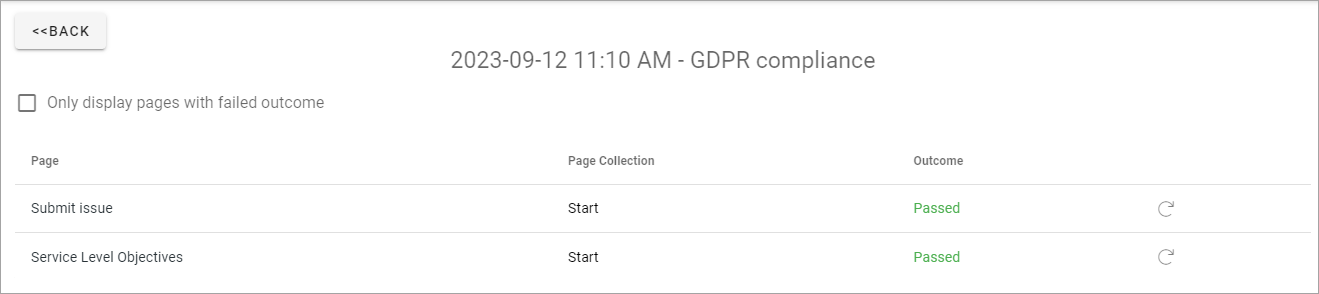 <<BACK
2023-09-12 11:10 AM - GDPR compliance
Only display pages with failed outcome
Page Page Collection Outcome
Submit issue Start Passed
Service Level Objectives Start Passed